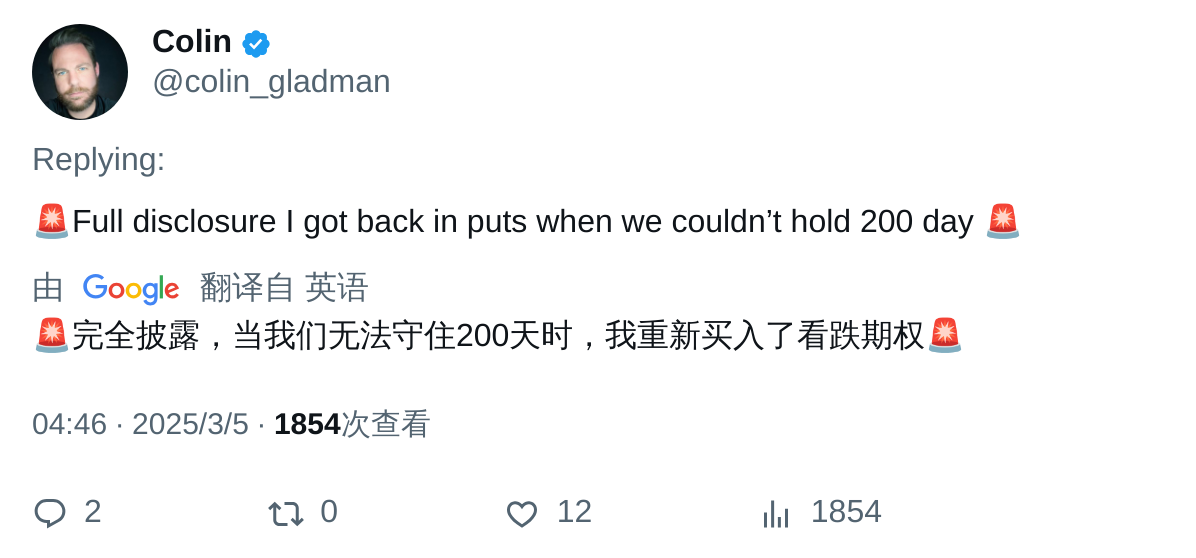 Colin
@colin_gladman
Replying:
🚨Full disclosure I got back in puts when we couldn’t hold 200 day 🚨
由 Google 翻译自 英语
🚨完全披露，当我们无法守住200天时，我重新买入了看跌期权🚨
04:46 · 2025/3/5 · 1854次查看
2 0 12 1854